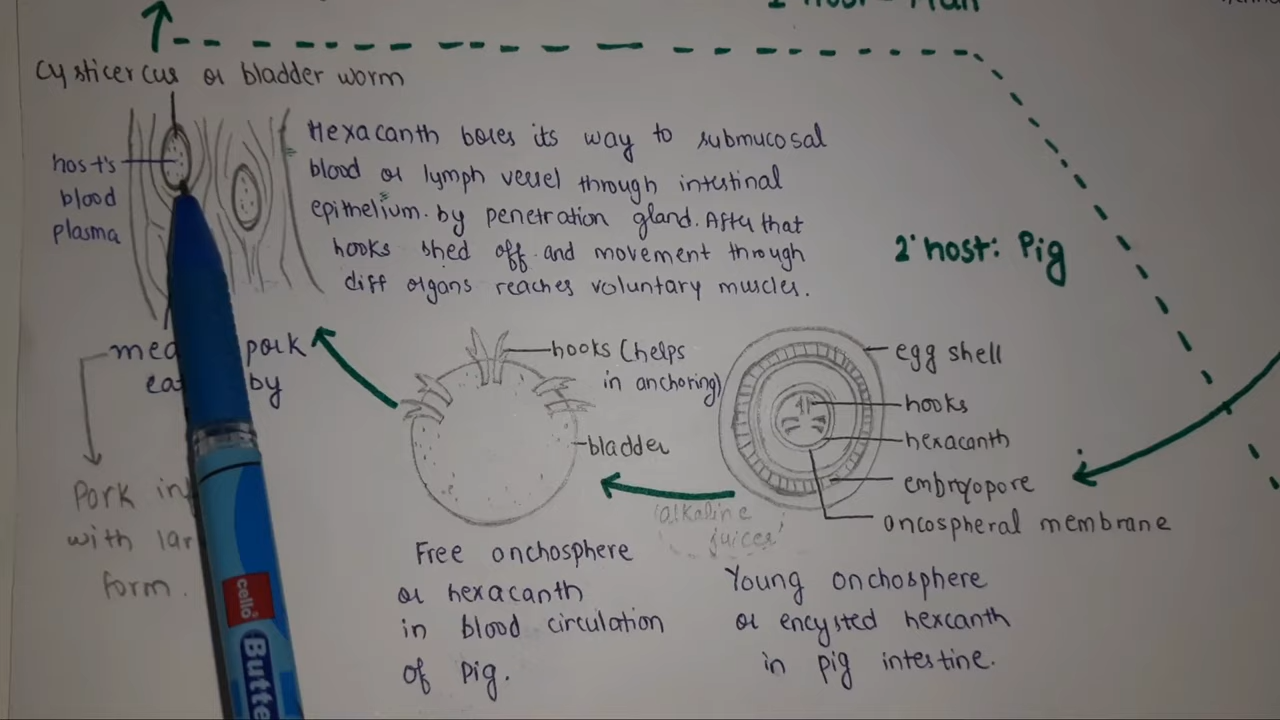 1° host - Man
Cysticercus or bladder worm
host's
blood
plasma
Hexacanth bores its way to submucosal
blood or lymph vessel through intestinal
epithelium. by penetration gland. After that
hooks shed off and movement through
diff organs reaches voluntary muscles.
2° host: Pig
pork
by
Pork
with
form.
hooks (helps
in anchoring)
bladder
egg shell
hooks
hexacanth
embryopore
oncospheral membrane
alkaline
juices
Free onchosphere
or hexacanth
in blood circulation
of pig.
Young onchosphere
or encysted hexcanth
in pig intestine.
cello
Butte